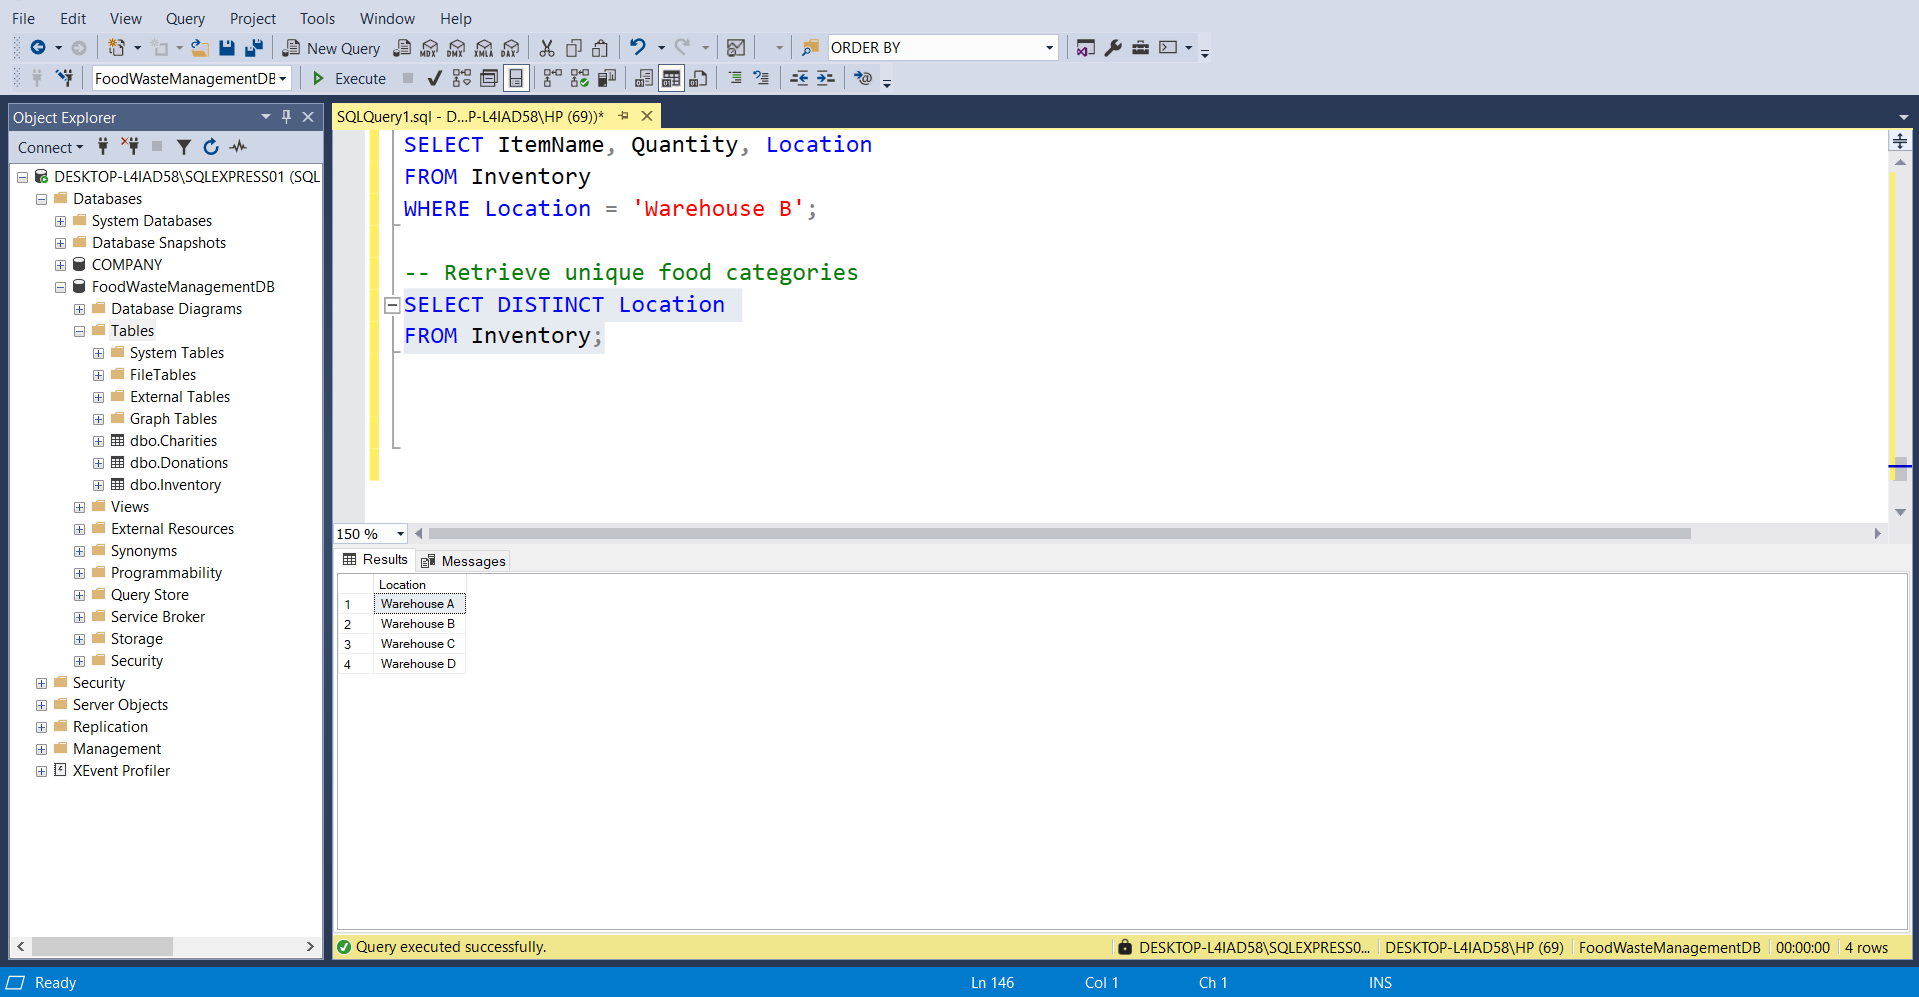 File Edit View Query Project Tools Window Help
New Query MDX DMX XMLA DAX ORDER BY
FoodWasteManagementDB Execute
Object Explorer
Connect
DESKTOP-L4IAD58\SQLEXPRESS01 (SQL
Databases
System Databases
Database Snapshots
COMPANY
FoodWasteManagementDB
Database Diagrams
Tables
System Tables
FileTables
External Tables
Graph Tables
dbo.Charities
dbo.Donations
dbo.Inventory
Views
External Resources
Synonyms
Programmability
Query Store
Service Broker
Storage
Security
Security
Server Objects
Replication
Management
XEvent Profiler
SQLQuery1.sql - D...P-L4IAD58\HP (69))*
SELECT ItemName, Quantity, Location
FROM Inventory
WHERE Location = 'Warehouse B';
-- Retrieve unique food categories
SELECT DISTINCT Location
FROM Inventory;
150 %
Results Messages
Location
1 Warehouse A
2 Warehouse B
3 Warehouse C
4 Warehouse D
Query executed successfully. DESKTOP-L4IAD58\SQLEXPRESS0... DESKTOP-L4IAD58\HP (69) FoodWasteManagementDB 00:00:00 4 rows
Ready Ln 146 Col 1 Ch 1 INS